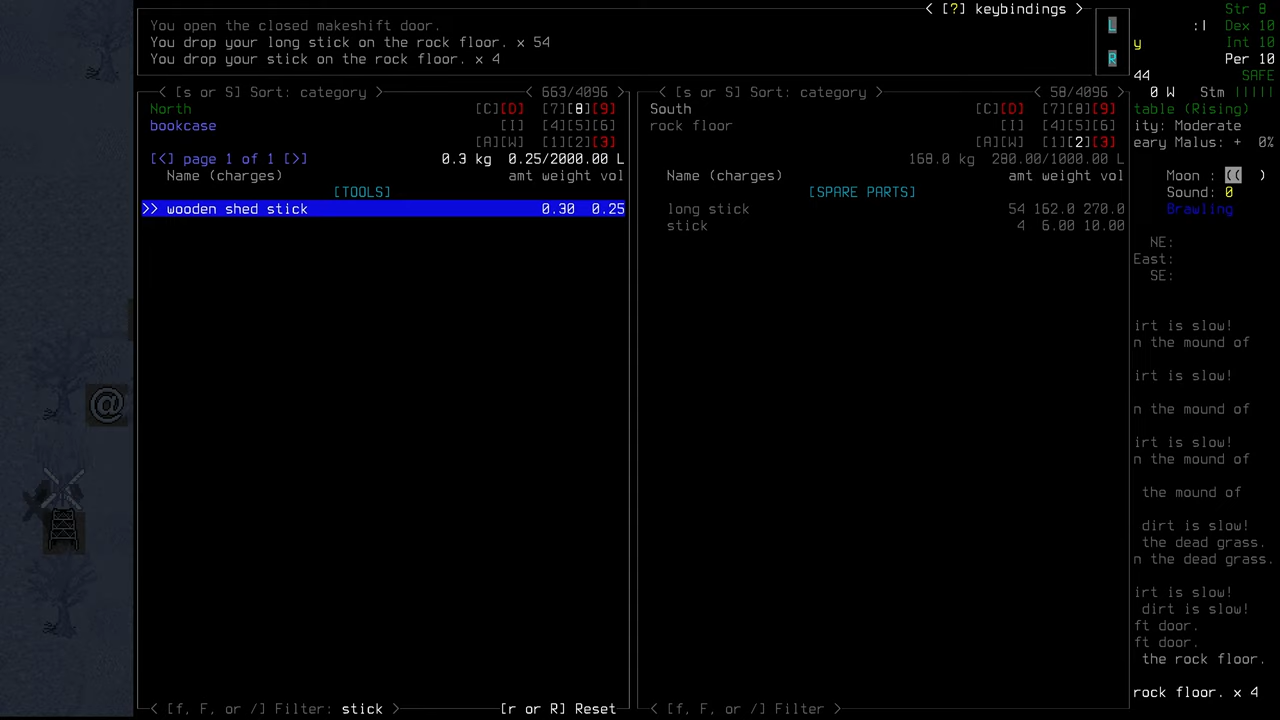 < [?] keybindings >
You open the closed makeshift door.
You drop your long stick on the rock floor. x 54
You drop your stick on the rock floor. x 4
L
R
Str 8
:| Dex 10
y Int 10
Per 10
44 SAFE
0 W Stm |||||
table (Rising)
ity: Moderate
eary Malus: + 0%
Moon : (( )
Sound: 0
Brawling
NE:
East:
SE:
irt is slow!
n the mound of
irt is slow!
n the mound of
irt is slow!
n the mound of
the mound of
dirt is slow!
the dead grass.
n the dead grass.
irt is slow!
dirt is slow!
ft door.
ft door.
the rock floor.
rock floor. x 4
< [s or S] Sort: category > < 663/4096 >
North [C][D] [7][8][9]
bookcase [I] [4][5][6]
[A][W] [1][2][3]
[<] page 1 of 1 [>] 0.3 kg 0.25/2000.00 L
Name (charges) amt weight vol
[TOOLS]
>> wooden shed stick 0.30 0.25
< [f, F, or /] Filter: stick > [r or R] Reset
< [s or S] Sort: category > < 58/4096 >
South [C][D] [7][8][9]
rock floor [I] [4][5][6]
[A][W] [1][2][3]
168.0 kg 280.00/1000.00 L
Name (charges) amt weight vol
[SPARE PARTS]
long stick 54 162.0 270.0
stick 4 6.00 10.00
< [f, F, or /] Filter >
@